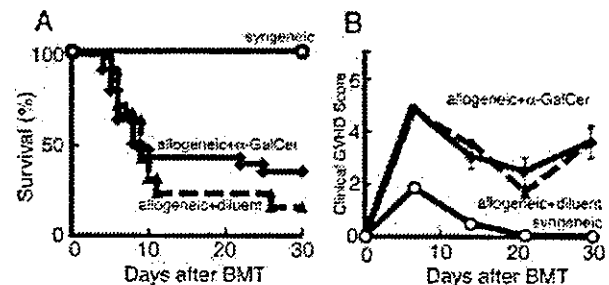 A
100
50
0
Survival (%)
syngeneic
allogeneic+α-GalCer
allogeneic+diluent
0 10 20 30
Days after BMT
B
6
4
2
0
Clinical GVHD Score
allogeneic+α-GalCer
allogeneic+diluent
syngeneic
0 10 20 30
Days after BMT